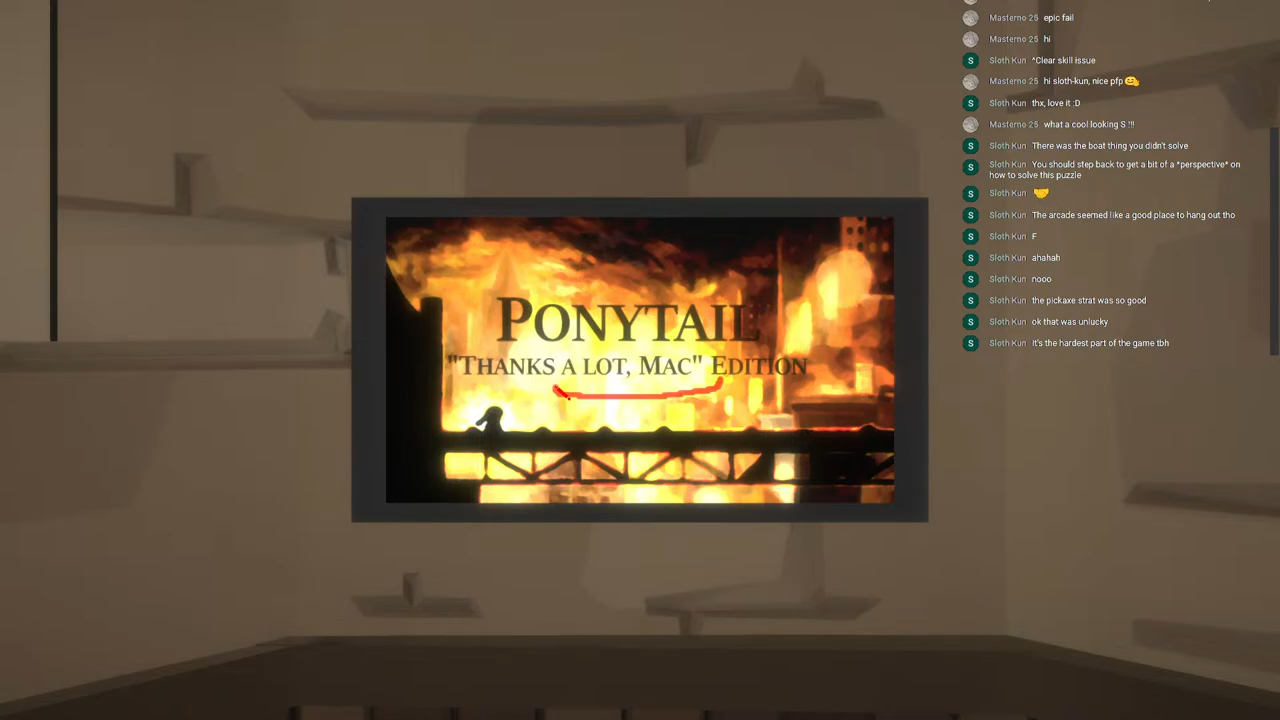 PONYTAIL
"THANKS A LOT, MAC" EDITION
Masterno 25 epic fail
Masterno 25 hi
S Sloth Kun *Clear skill issue
Masterno 25 hi sloth-kun, nice pfp
S Sloth Kun thx, love it :D
Masterno 25 what a cool looking S !!!
S Sloth Kun There was the boat thing you didn't solve
S Sloth Kun You should step back to get a bit of a *perspective* on
how to solve this puzzle
S Sloth Kun
S Sloth Kun The arcade seemed like a good place to hang out tho
S Sloth Kun F
S Sloth Kun ahahah
S Sloth Kun nooo
S Sloth Kun the pickaxe strat was so good
S Sloth Kun ok that was unlucky
S Sloth Kun It's the hardest part of the game tbh